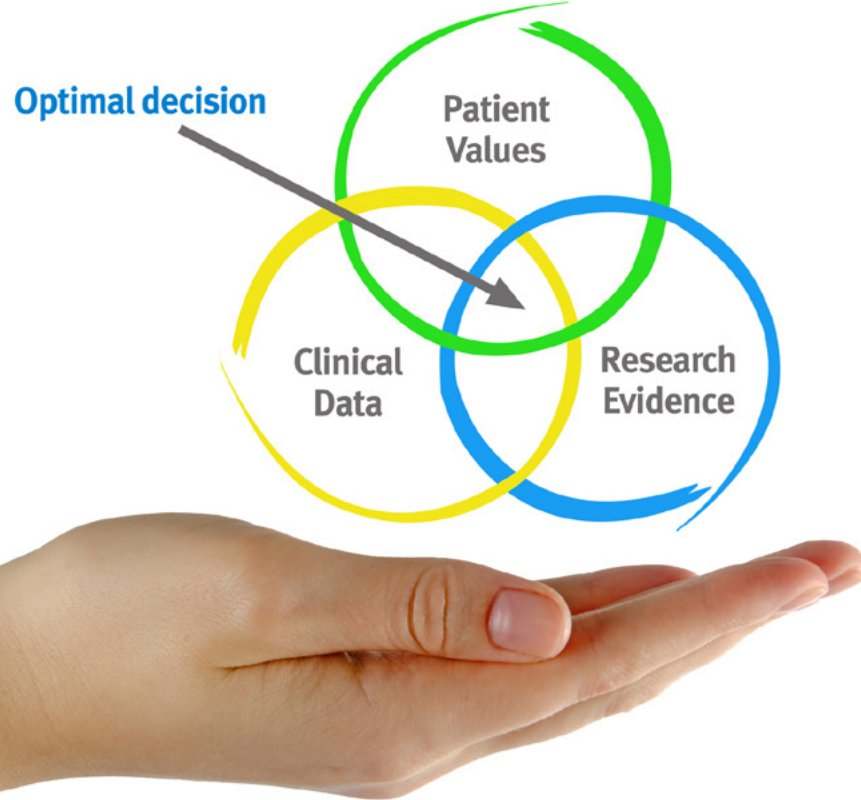 Optimal decision
Patient
Values
Clinical
Data
Research
Evidence